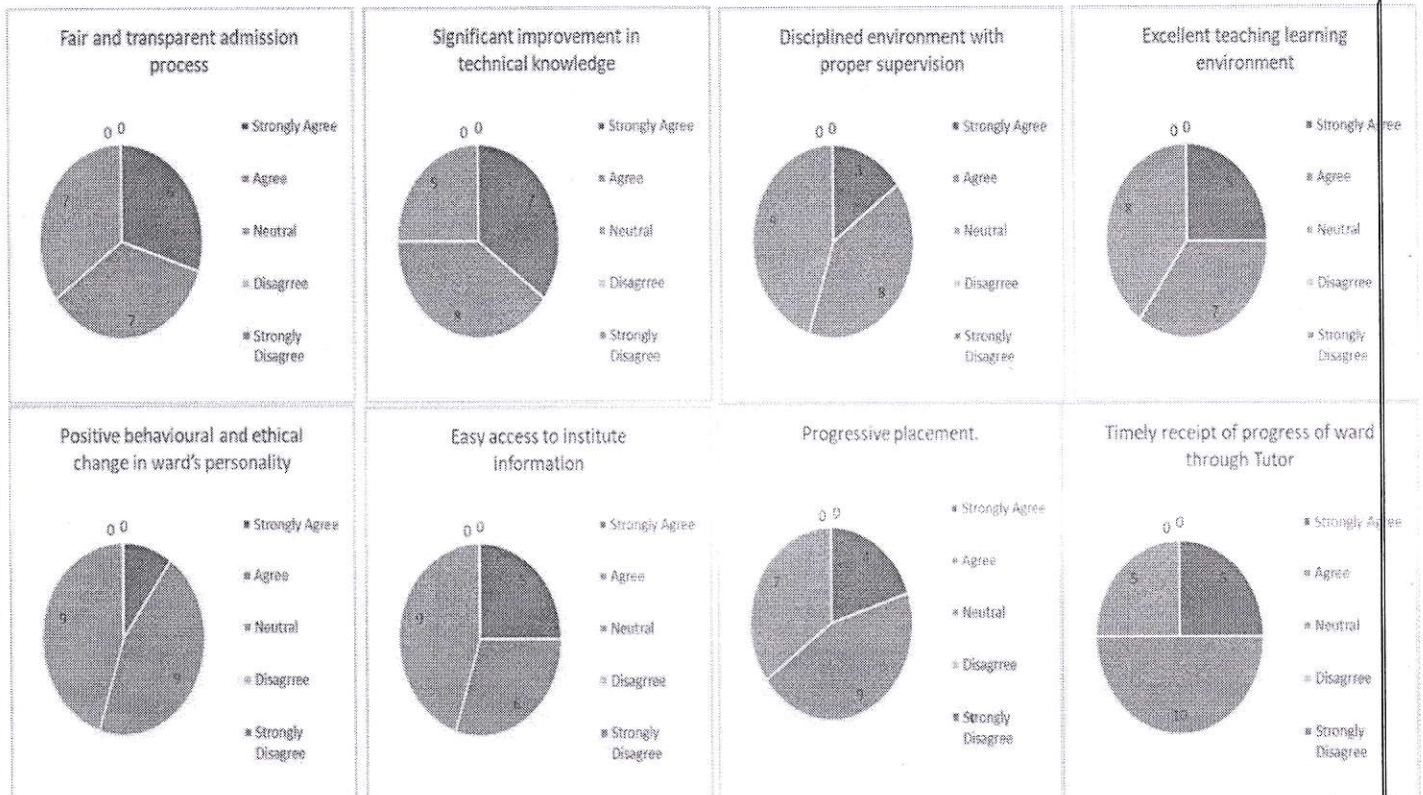 Fair and transparent admission
process
0 0
6
7
7
Strongly Agree
Agree
Neutral
Disagrree
Strongly
Disagree
Significant improvement in
technical knowledge
0 0
7
8
5
Strongly Agree
Agree
Neutral
Disagrree
Strongly
Disagree
Disciplined environment with
proper supervision
0 0
3
8
9
Strongly Agree
Agree
Neutral
Disagrree
Strongly
Disagree
Excellent teaching learning
environment
0 0
5
7
8
Strongly Agree
Agree
Neutral
Disagrree
Strongly
Disagree
Positive behavioural and ethical
change in ward's personality
0 0
9
9
Strongly Agree
Agree
Neutral
Disagrree
Strongly
Disagree
Easy access to institute
information
0 0
5
6
9
Strongly Agree
Agree
Neutral
Disagrree
Strongly
Disagree
Progressive placement.
0 0
4
9
7
Strongly Agree
Agree
Neutral
Disagrree
Strongly
Disagree
Timely receipt of progress of ward
through Tutor
0 0
5
10
5
Strongly Agree
Agree
Neutral
Disagrree
Strongly
Disagree